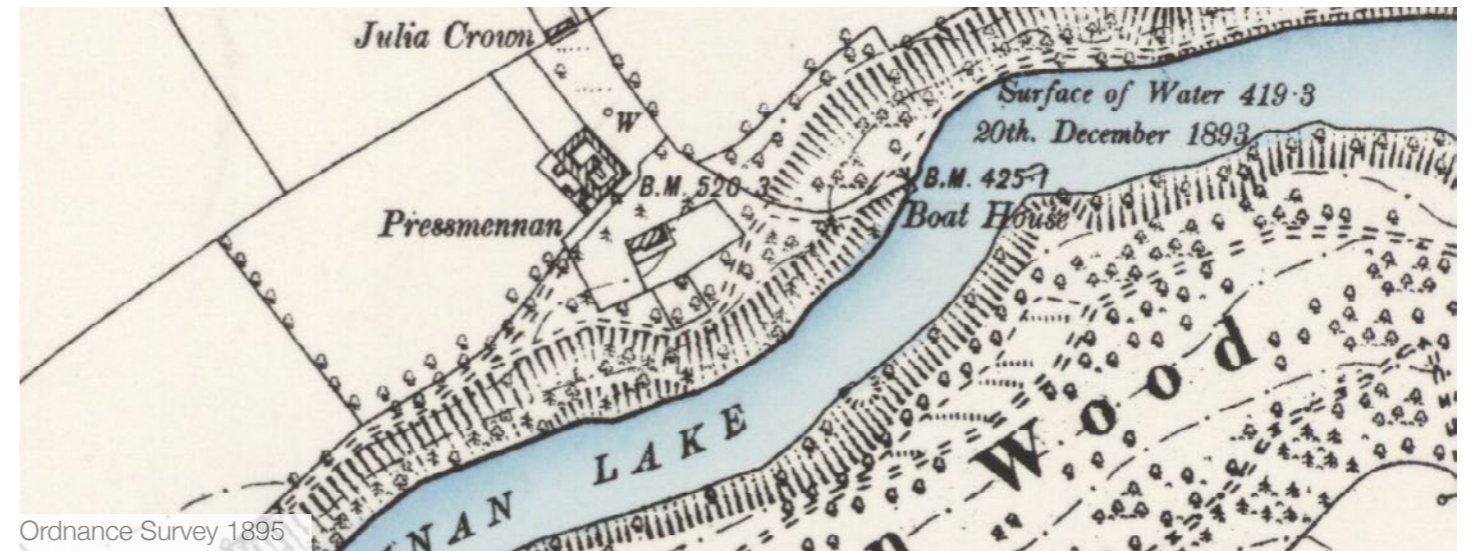 Julia Crown
Surface of Water 419·3
20th. December 1893
W
B.M. 520·3
B.M. 425·1
Pressmennan
Boat House
NAN LAKE
Wood
Ordnance Survey 1895